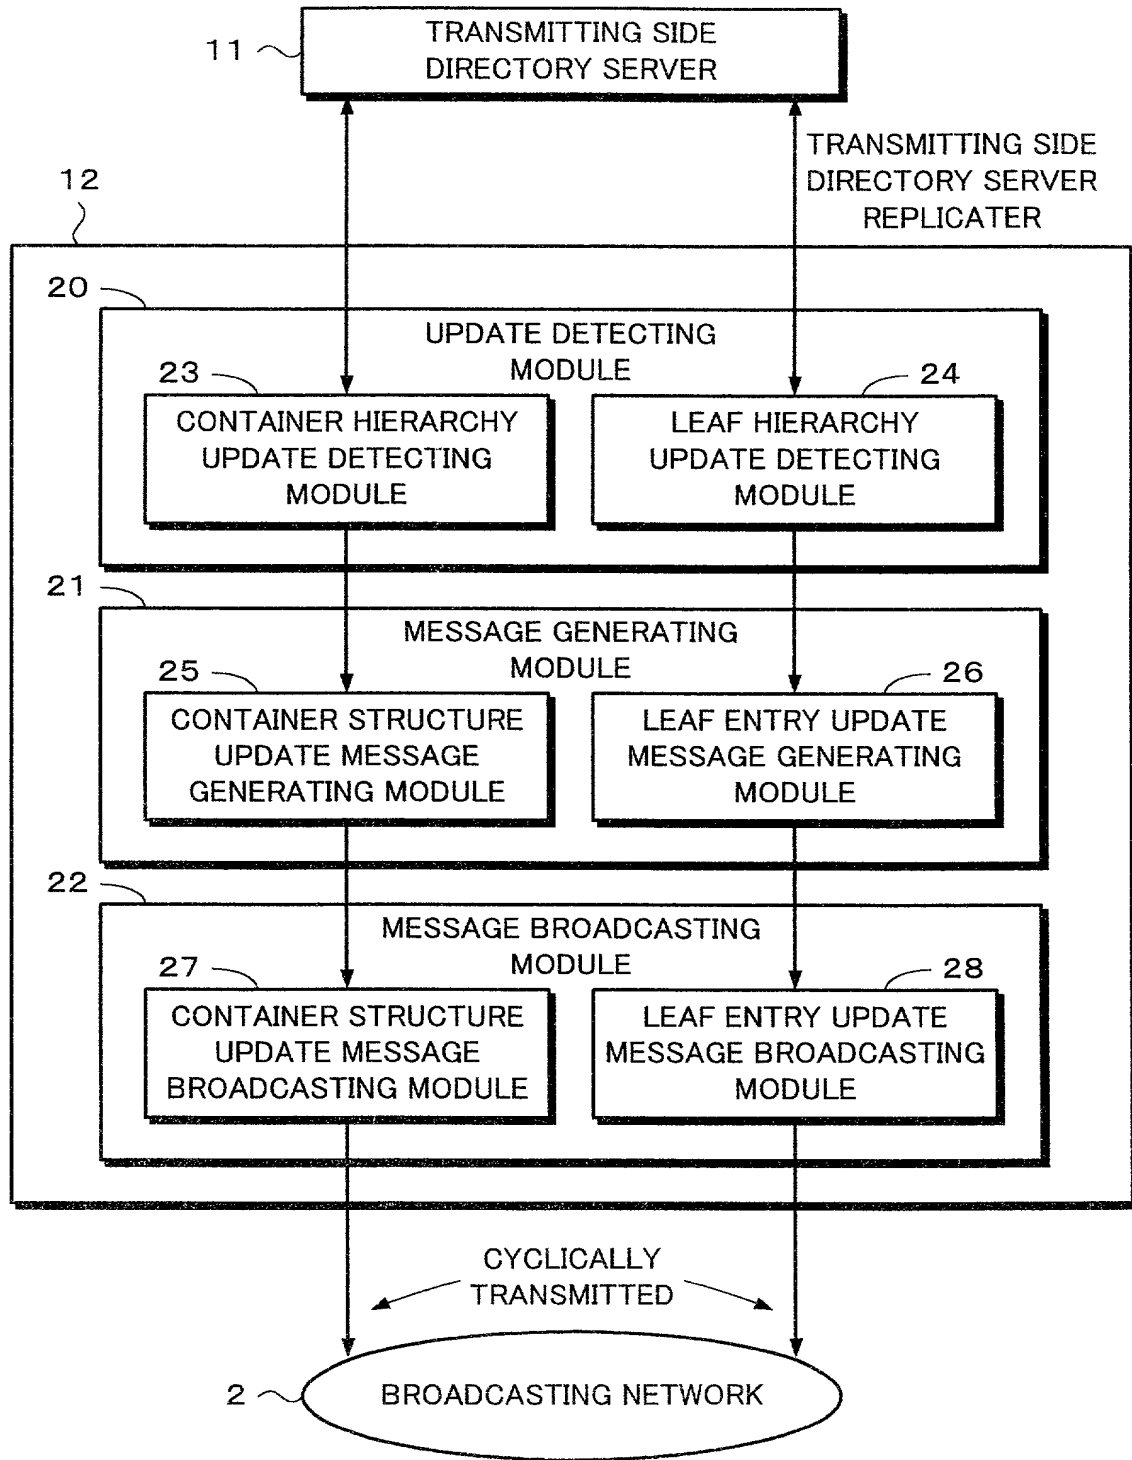 11
TRANSMITTING SIDE
DIRECTORY SERVER
TRANSMITTING SIDE
DIRECTORY SERVER
REPLICATER
12
20
UPDATE DETECTING
MODULE
23
CONTAINER HIERARCHY
UPDATE DETECTING
MODULE
24
LEAF HIERARCHY
UPDATE DETECTING
MODULE
21
MESSAGE GENERATING
MODULE
25
CONTAINER STRUCTURE
UPDATE MESSAGE
GENERATING MODULE
26
LEAF ENTRY UPDATE
MESSAGE GENERATING
MODULE
22
MESSAGE BROADCASTING
MODULE
27
CONTAINER STRUCTURE
UPDATE MESSAGE
BROADCASTING MODULE
28
LEAF ENTRY UPDATE
MESSAGE BROADCASTING
MODULE
CYCLICALLY
TRANSMITTED
2
BROADCASTING NETWORK